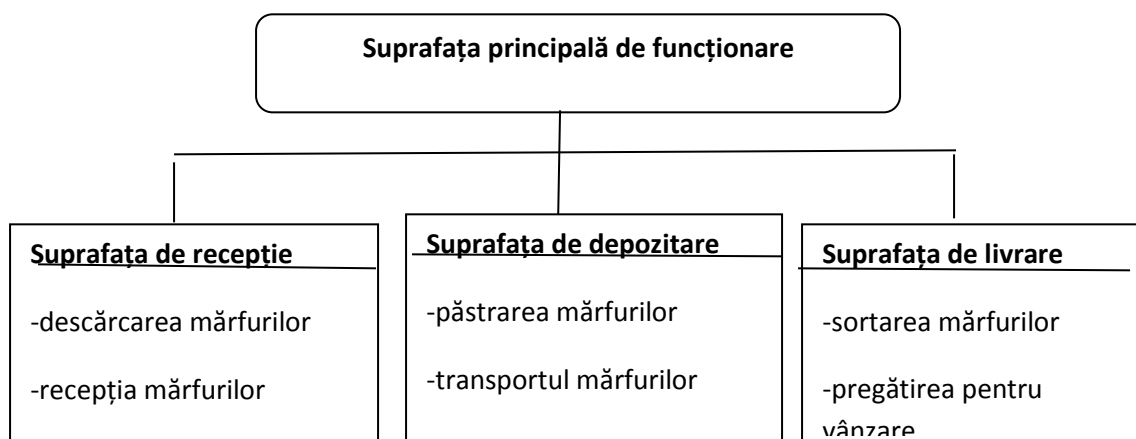 Suprafața principală de funcționare
Suprafața de recepție
-descărcarea mărfurilor
-recepția mărfurilor
Suprafața de depozitare
-păstrarea mărfurilor
-transportul mărfurilor
Suprafața de livrare
-sortarea mărfurilor
-pregătirea pentru
vânzare